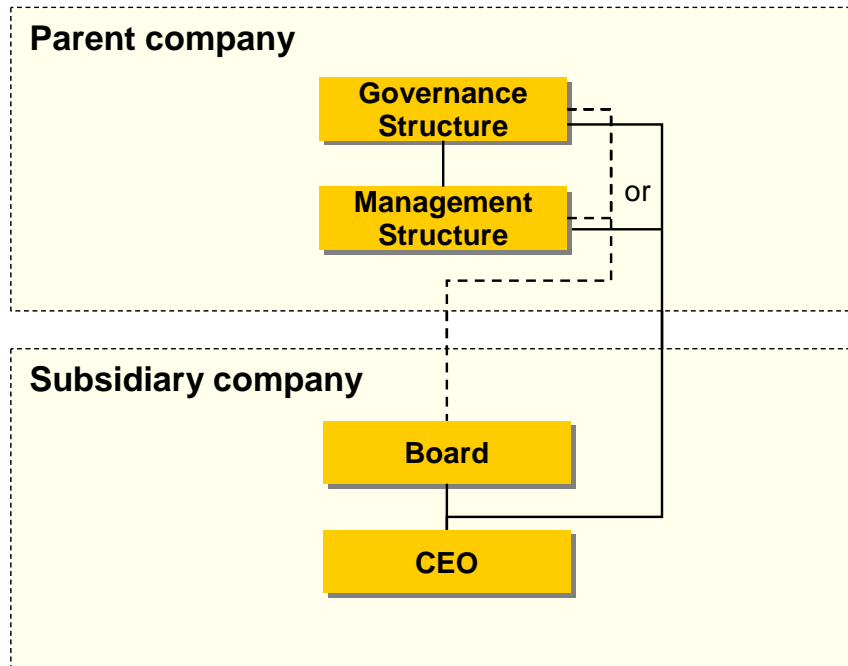 Parent company
Governance
Structure
Management
Structure
or
Subsidiary company
Board
CEO